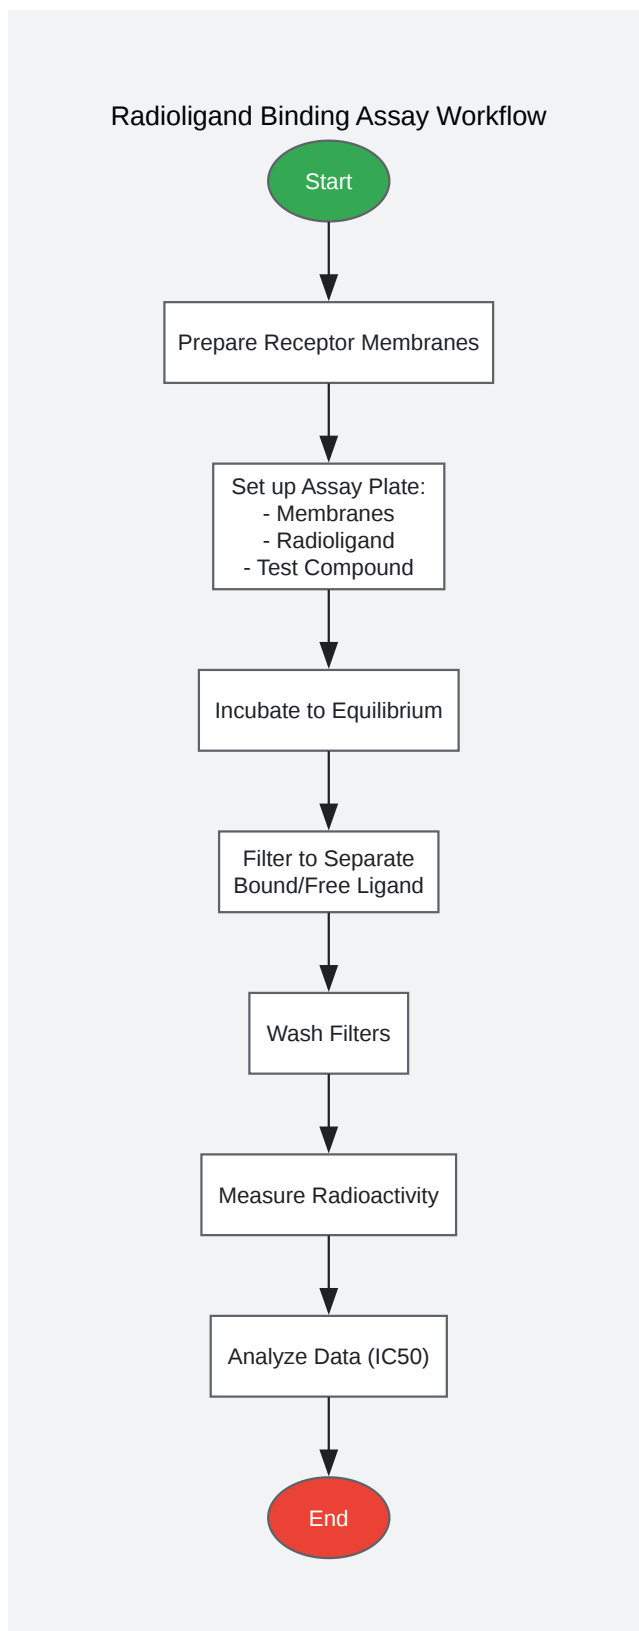 Radioligand Binding Assay Workflow
Start
Prepare Receptor Membranes
Set up Assay Plate:
- Membranes
- Radioligand
- Test Compound
Incubate to Equilibrium
Filter to Separate
Bound/Free Ligand
Wash Filters
Measure Radioactivity
Analyze Data (IC50)
End